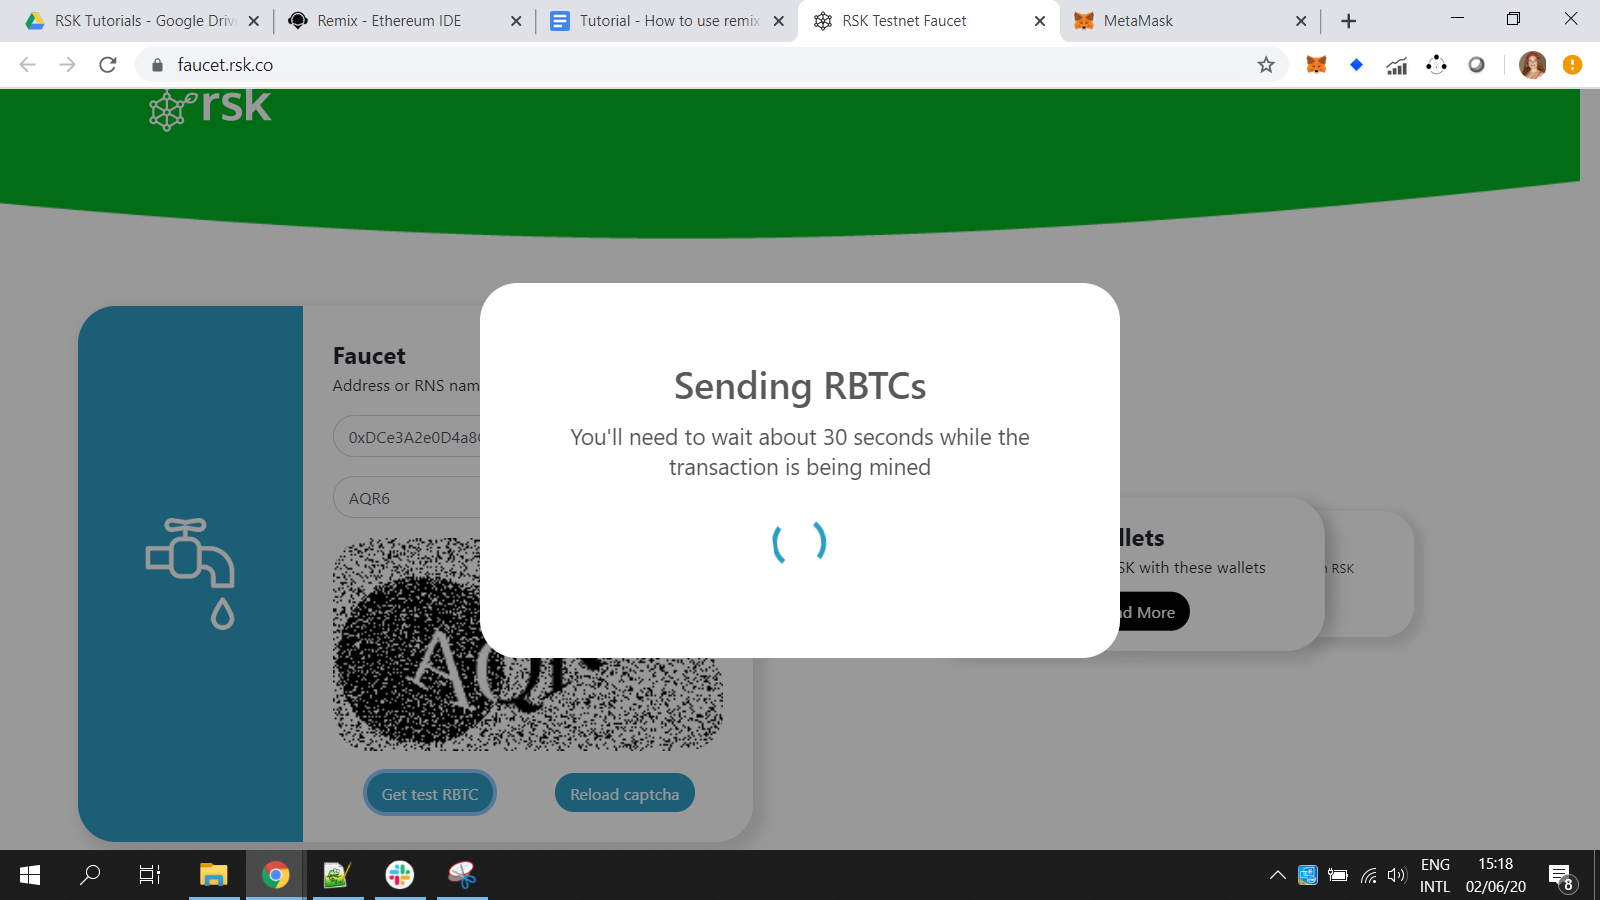 RSK Tutorials - Google Driv
Remix - Ethereum IDE
Tutorial - How to use remix
RSK Testnet Faucet
MetaMask
faucet.rsk.co
rsk
Faucet
Address or RNS nam
0xDCe3A2e0D4a8
AQR6
Sending RBTCs
You'll need to wait about 30 seconds while the
transaction is being mined
llets
SK with these wallets
d More
n RSK
Get test RBTC
Reload captcha
ENG
INTL
15:18
02/06/20
8